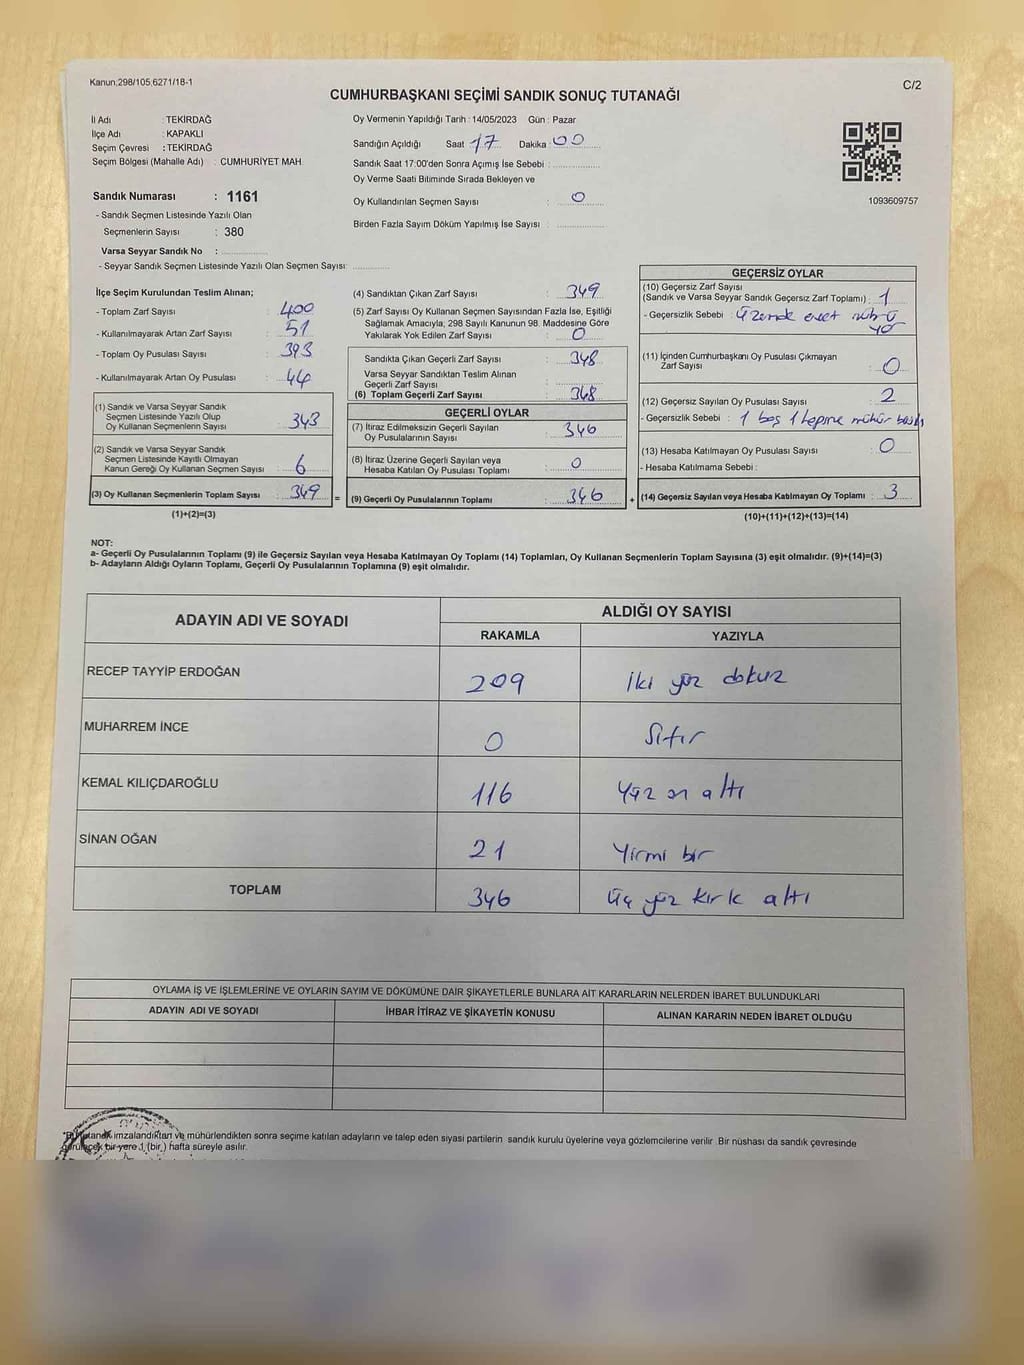 Kanun;298/105;6271/18-1
C/2
CUMHURBAŞKANI SEÇİMİ SANDIK SONUÇ TUTANAĞI
İl Adı : TEKİRDAĞ
İlçe Adı : KAPAKLI
Seçim Çevresi : TEKİRDAĞ
Seçim Bölgesi (Mahalle Adı) : CUMHURİYET MAH.
Sandık Numarası : 1161
- Sandık Seçmen Listesinde Yazılı Olan
Seçmenlerin Sayısı : 380
Varsa Seyyar Sandık No :
- Seyyar Sandık Seçmen Listesinde Yazılı Olan Seçmen Sayısı:
Oy Vermenin Yapıldığı Tarih : 14/05/2023 Gün : Pazar
Sandığın Açıldığı Saat 17 Dakika : 00
Sandık Saat 17:00'den Sonra Açılmış İse Sebebi :
Oy Verme Saati Bitiminde Sırada Bekleyen ve
Oy Kullandırılan Seçmen Sayısı : 0
Birden Fazla Sayım Döküm Yapılmış İse Sayısı :
1093609757
İlçe Seçim Kurulundan Teslim Alınan;
- Toplam Zarf Sayısı : 400
- Kullanılmayarak Artan Zarf Sayısı : 51
- Toplam Oy Pusulası Sayısı : 393
- Kullanılmayarak Artan Oy Pusulası : 44
(1) Sandık ve Varsa Seyyar Sandık
Seçmen Listesinde Yazılı Olup
Oy Kullanan Seçmenlerin Sayısı : 343
(2) Sandık ve Varsa Seyyar Sandık
Seçmen Listesinde Kayıtlı Olmayan
Kanun Gereği Oy Kullanan Seçmen Sayısı : 6
(3) Oy Kullanan Seçmenlerin Toplam Sayısı : 349 =
(1)+(2)=(3)
(4) Sandıktan Çıkan Zarf Sayısı : 349
(5) Zarf Sayısı Oy Kullanan Seçmen Sayısından Fazla İse, Eşitliği
Sağlamak Amacıyla; 298 Sayılı Kanunun 98. Maddesine Göre
Yakılarak Yok Edilen Zarf Sayısı : 0
Sandıkta Çıkan Geçerli Zarf Sayısı : 348
Varsa Seyyar Sandıktan Teslim Alınan
Geçerli Zarf Sayısı :
(6) Toplam Geçerli Zarf Sayısı : 348
GEÇERLİ OYLAR
(7) İtiraz Edilmeksizin Geçerli Sayılan
Oy Pusulalarının Sayısı : 346
(8) İtiraz Üzerine Geçerli Sayılan veya
Hesaba Katılan Oy Pusulası Toplamı : 0
(9) Geçerli Oy Pusulalarının Toplamı : 346 +
GEÇERSİZ OYLAR
(10) Geçersiz Zarf Sayısı
(Sandık ve Varsa Seyyar Sandık Geçersiz Zarf Toplamı) : 1
- Geçersizlik Sebebi : üzerinde evet mührü
yo
(11) İçinden Cumhurbaşkanı Oy Pusulası Çıkmayan
Zarf Sayısı : 0
(12) Geçersiz Sayılan Oy Pusulası Sayısı : 2
- Geçersizlik Sebebi : 1 boş 1 hepine mühür basılı
(13) Hesaba Katılmayan Oy Pusulası Sayısı : 0
- Hesaba Katılmama Sebebi :
(14) Geçersiz Sayılan veya Hesaba Katılmayan Oy Toplamı : 3
(10)+(11)+(12)+(13)=(14)
NOT:
a- Geçerli Oy Pusulalarının Toplamı (9) ile Geçersiz Sayılan veya Hesaba Katılmayan Oy Toplamı (14) Toplamları, Oy Kullanan Seçmenlerin Toplam Sayısına (3) eşit olmalıdır. (9)+(14)=(3)
b- Adayların Aldığı Oyların Toplamı, Geçerli Oy Pusulalarının Toplamına (9) eşit olmalıdır.
ADAYIN ADI VE SOYADI ALDIĞI OY SAYISI
RAKAMLA YAZIYLA
RECEP TAYYİP ERDOĞAN 209 iki yüz dokuz
MUHARREM İNCE 0 Sıfır
KEMAL KILIÇDAROĞLU 116 Yüz on altı
SİNAN OĞAN 21 Yirmi bir
TOPLAM 346 üç yüz kırk altı
OYLAMA İŞ VE İŞLEMLERİNE VE OYLARIN SAYIM VE DÖKÜMÜNE DAİR ŞİKAYETLERLE BUNLARA AİT KARARLARIN NELERDEN İBARET BULUNDUKLARI
ADAYIN ADI VE SOYADI İHBAR İTİRAZ VE ŞİKAYETİN KONUSU ALINAN KARARIN NEDEN İBARET OLDUĞU
imzalandıktan ve mühürlendikten sonra seçime katılan adayların ve talep eden siyasi partilerin sandık kurulu üyelerine veya gözlemcilerine verilir. Bir nüshası da sandık çevresinde
görülecek bir yere 1 (bir) hafta süreyle asılır.